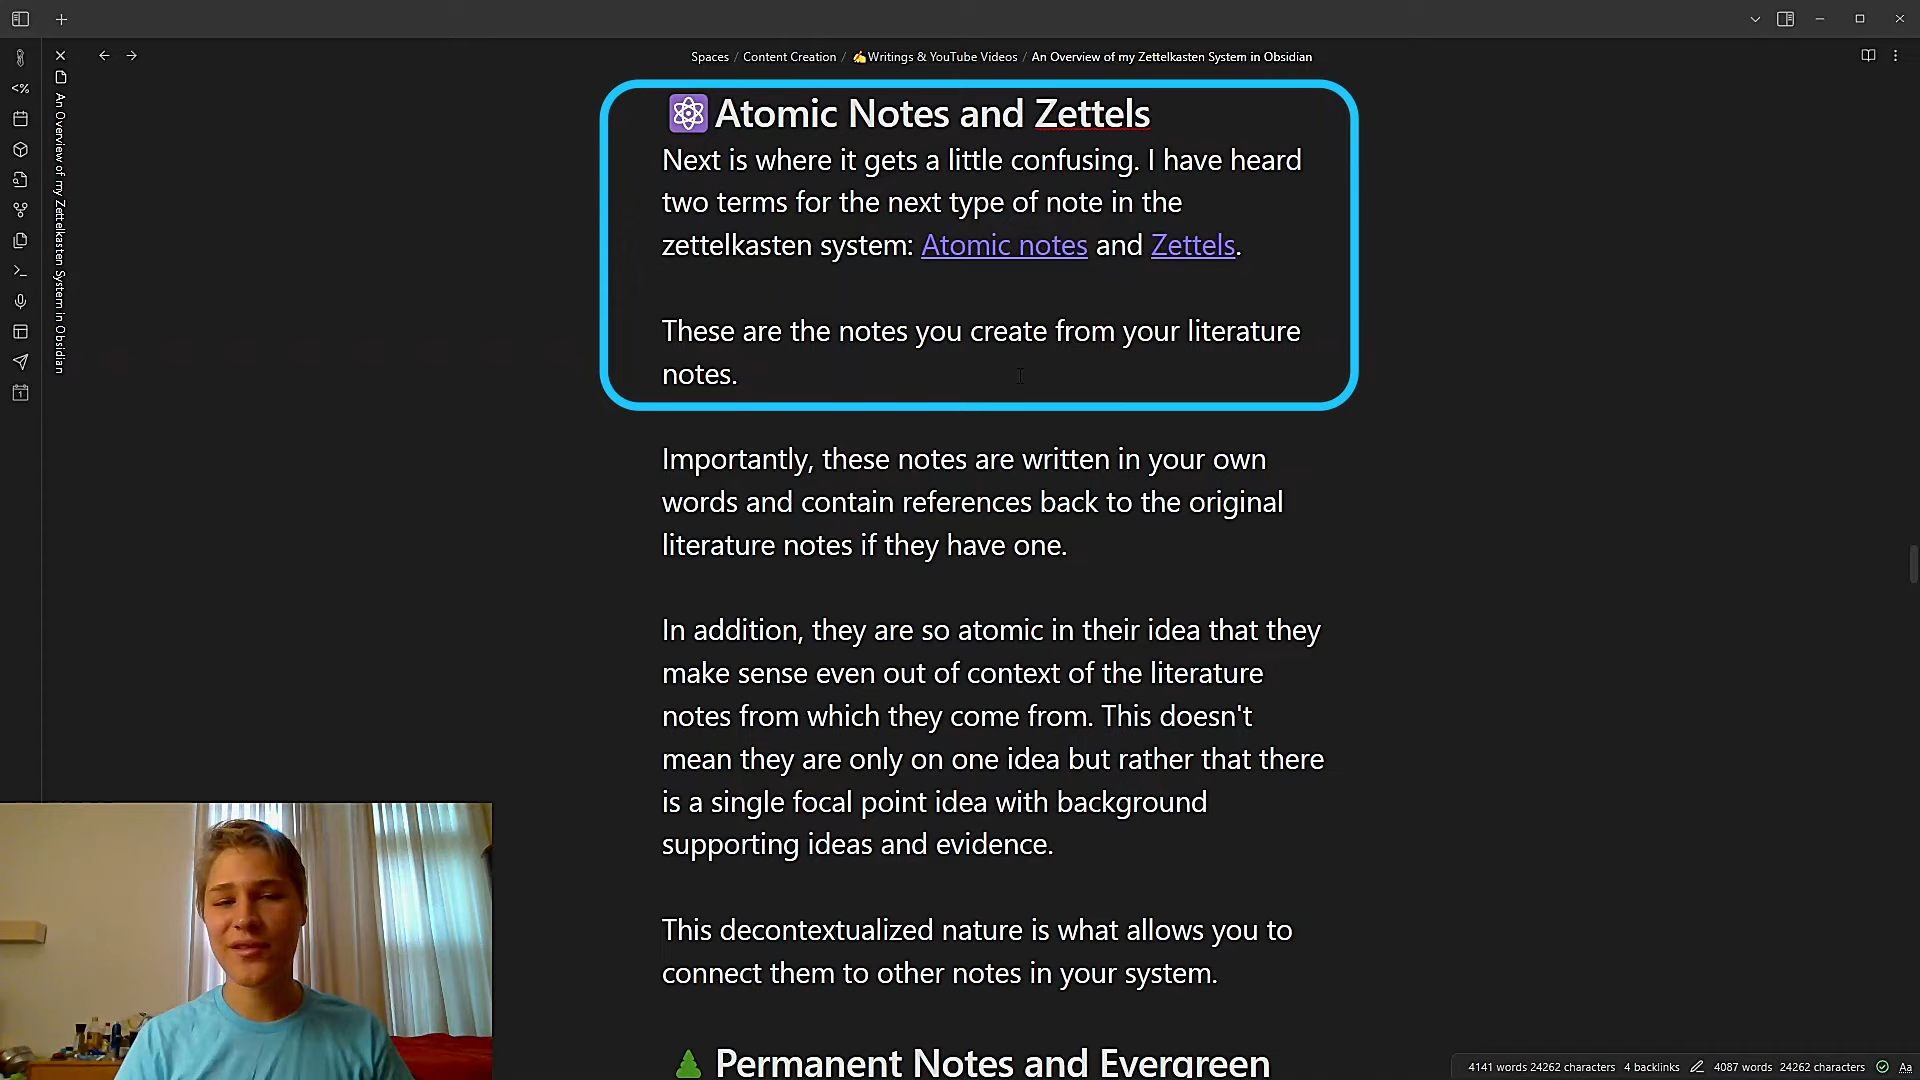 Spaces / Content Creation / ✍️Writings & YouTube Videos / An Overview of my Zettelkasten System in Obsidian
An Overview of my Zettelkasten System in Obsidian
⚛️ Atomic Notes and Zettels
Next is where it gets a little confusing. I have heard
two terms for the next type of note in the
zettelkasten system: Atomic notes and Zettels.
These are the notes you create from your literature
notes.
Importantly, these notes are written in your own
words and contain references back to the original
literature notes if they have one.
In addition, they are so atomic in their idea that they
make sense even out of context of the literature
notes from which they come from. This doesn't
mean they are only on one idea but rather that there
is a single focal point idea with background
supporting ideas and evidence.
This decontextualized nature is what allows you to
connect them to other notes in your system.
🌲 Permanent Notes and Evergreen
4141 words 24262 characters 4 backlinks 4087 words 24262 characters Aa